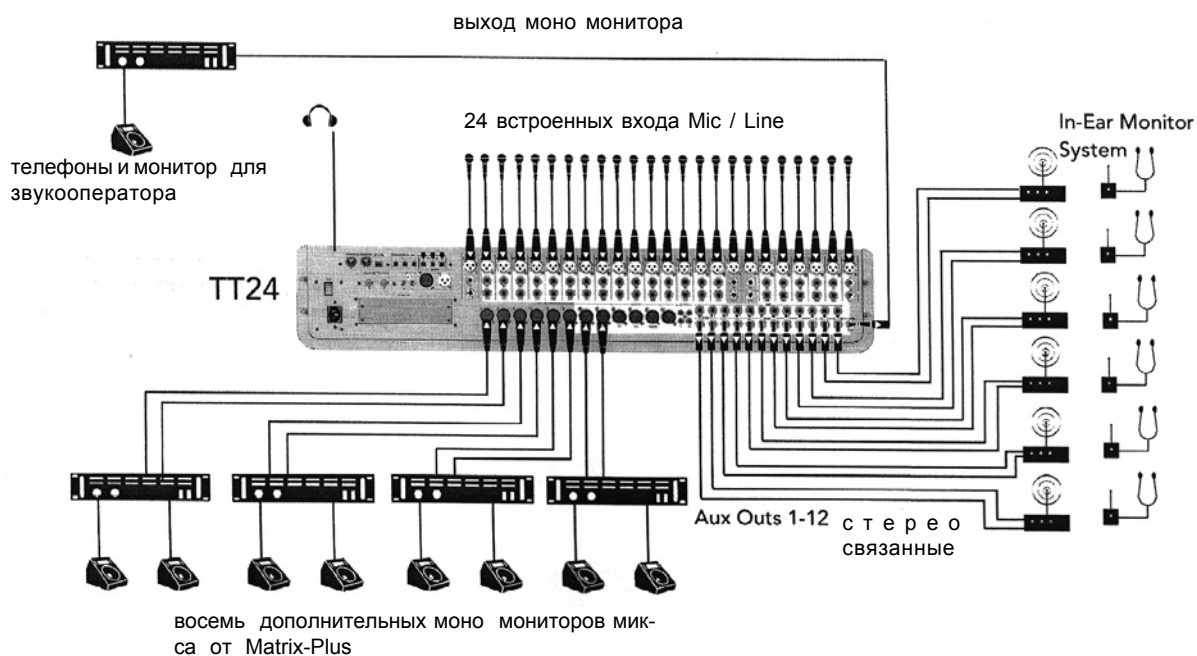 выход моно монитора
24 встроенных входа Mic / Line
In-Ear Monitor
System
телефоны и монитор для
звукооператора
TT24
Aux Outs 1-12
стерео
связанные
восемь дополнительных моно мониторов мик-
са от Matrix-Plus